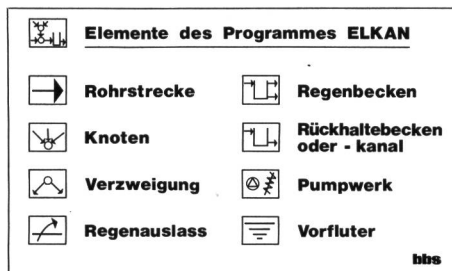 Elemente des Programmes ELKAN
Rohrstrecke
Knoten
Verzweigung
Regenauslass
Regenbecken
Rückhaltebecken
oder - kanal
Pumpwerk
Vorfluter
bbs